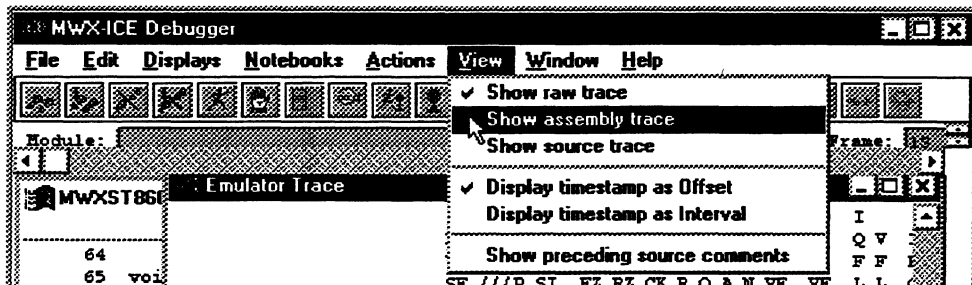 MWX-ICE Debugger
File Edit Displays Notebooks Actions View Window Help
Show raw trace
Show assembly trace
Module: Frame:
Show source trace
Emulator Trace
Display timestamp as Offset
MWXST86
Display timestamp as Interval
I
Q V
64 Show preceding source comments F F
65 voi